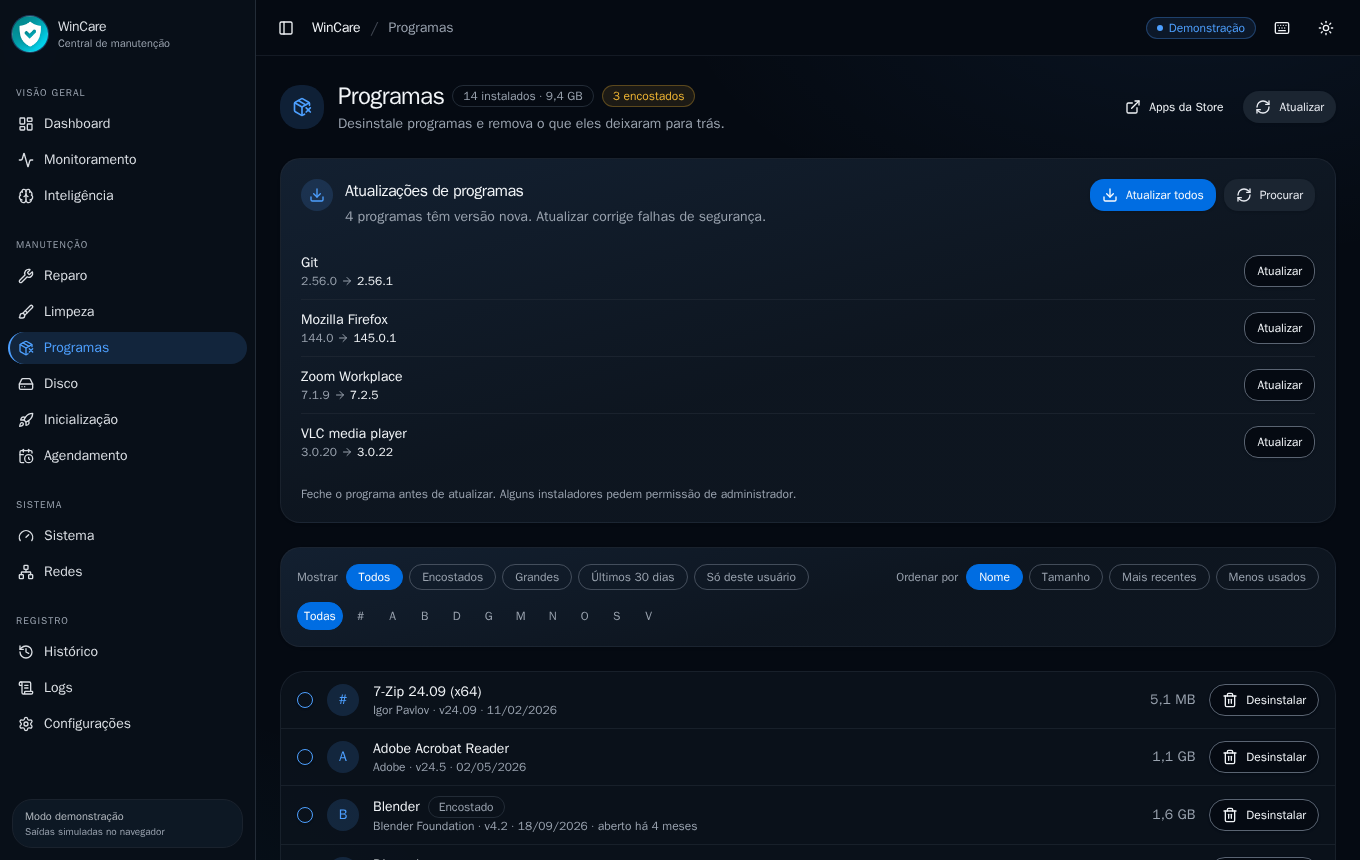 WinCare
Central de manutenção
VISÃO GERAL
Dashboard
Monitoramento
Inteligência
MANUTENÇÃO
Reparo
Limpeza
Programas
Disco
Inicialização
Agendamento
SISTEMA
Sistema
Redes
REGISTRO
Histórico
Logs
Configurações
Modo demonstração
Saídas simuladas no navegador
WinCare / Programas
Demonstração
Programas 14 instalados · 9,4 GB 3 encostados
Desinstale programas e remova o que eles deixaram para trás.
Apps da Store Atualizar
Atualizações de programas
4 programas têm versão nova. Atualizar corrige falhas de segurança.
Atualizar todos Procurar
Git
2.56.0 → 2.56.1
Atualizar
Mozilla Firefox
144.0 → 145.0.1
Atualizar
Zoom Workplace
7.1.9 → 7.2.5
Atualizar
VLC media player
3.0.20 → 3.0.22
Atualizar
Feche o programa antes de atualizar. Alguns instaladores pedem permissão de administrador.
Mostrar Todos Encostados Grandes Últimos 30 dias Só deste usuário Ordenar por Nome Tamanho Mais recentes Menos usados
Todas # A B D G M N O S V
# 7-Zip 24.09 (x64)
Igor Pavlov · v24.09 · 11/02/2026
5,1 MB Desinstalar
A Adobe Acrobat Reader
Adobe · v24.5 · 02/05/2026
1,1 GB Desinstalar
B Blender Encostado
Blender Foundation · v4.2 · 18/09/2026 · aberto há 4 meses
1,6 GB Desinstalar